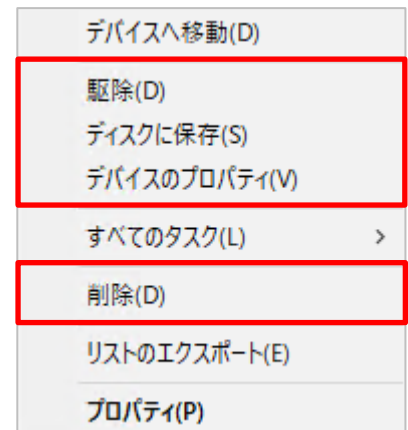 デバイスへ移動(D)
駆除(D)
ディスクに保存(S)
デバイスのプロパティ(V)
すべてのタスク(L)
削除(D)
リストのエクスポート(E)
プロパティ(P)